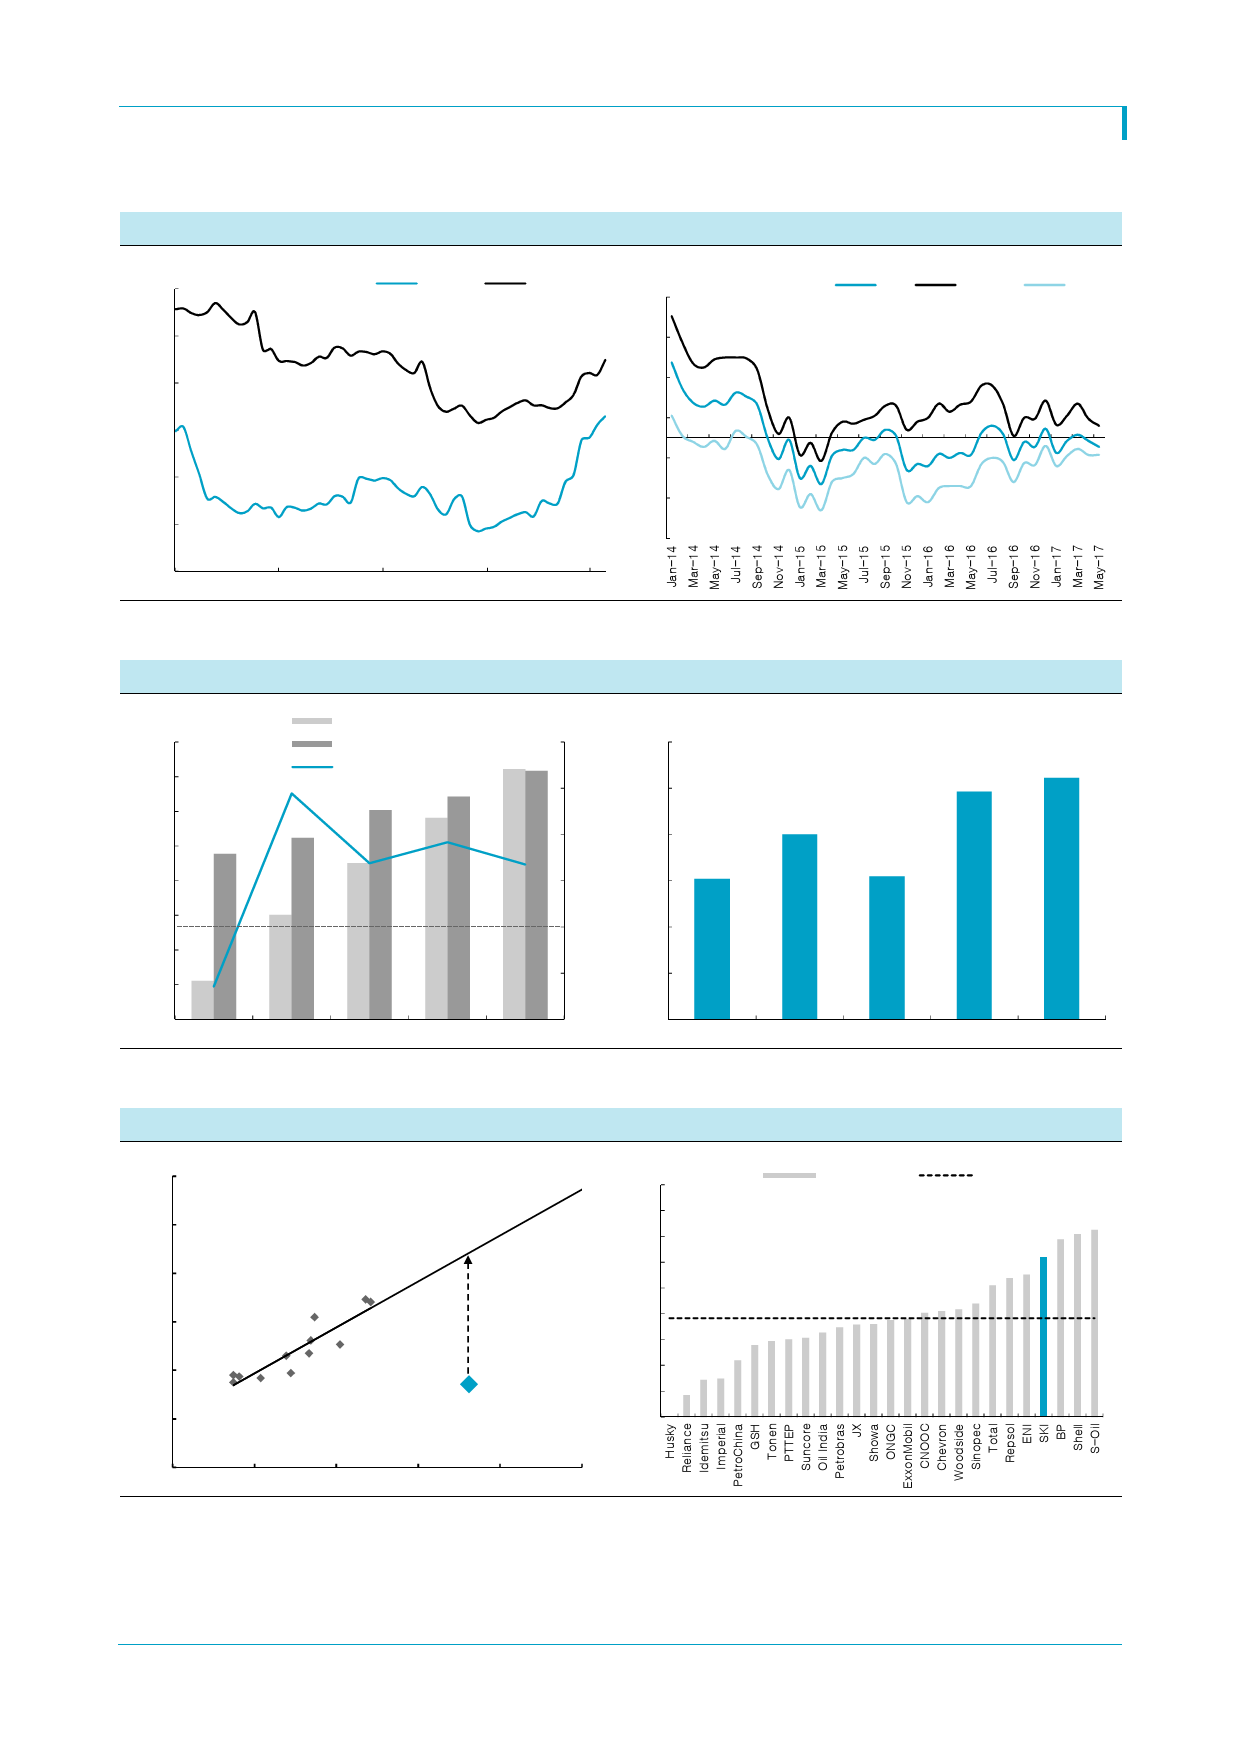 Jan-14
Mar-14
May-14
Jul-14
Sep-14
Nov-14
Jan-15
Mar-15
May-15
Jul-15
Sep-15
Nov-15
Jan-16
Mar-16
May-16
Jul-16
Sep-16
Nov-16
Jan-17
Mar-17
May-17
Husky
Reliance
Idemitsu
Imperial
PetroChina
GSH
Tonen
PTTEP
Suncore
Oil India
Petrobras
JX
Showa
ONGC
ExxonMobil
CNOOC
Chevron
Woodside
Sinopec
Total
Repsol
ENI
SKI
BP
Shell
S-Oil